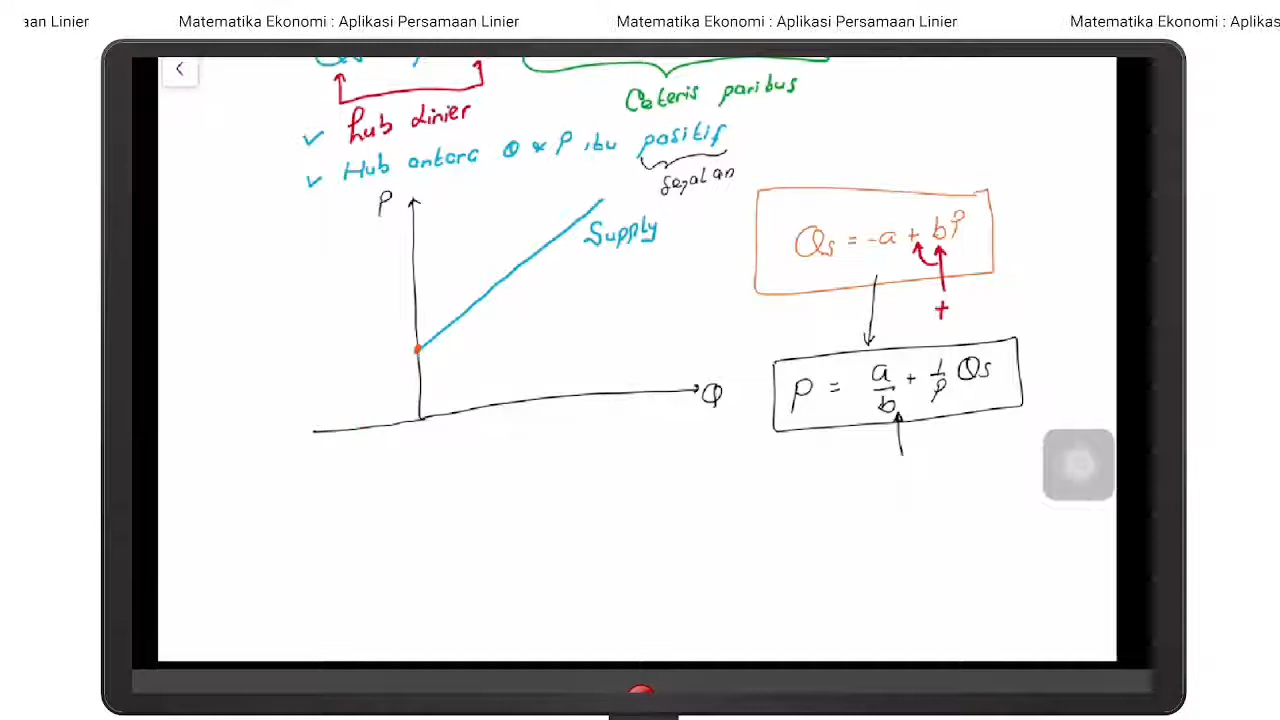 aan Linier
Matematika Ekonomi : Aplikasi Persamaan Linier
Matematika Ekonomi : Aplikasi Persamaan Linier
Matematika Ekonomi : Aplikas
Ceteris paribus
✓ hub Linier
✓ Hub antara Q & P itu positif
Sejalan
P
Supply
Qs = -a + bP
+
P = a/b + 1/P Qs
Q